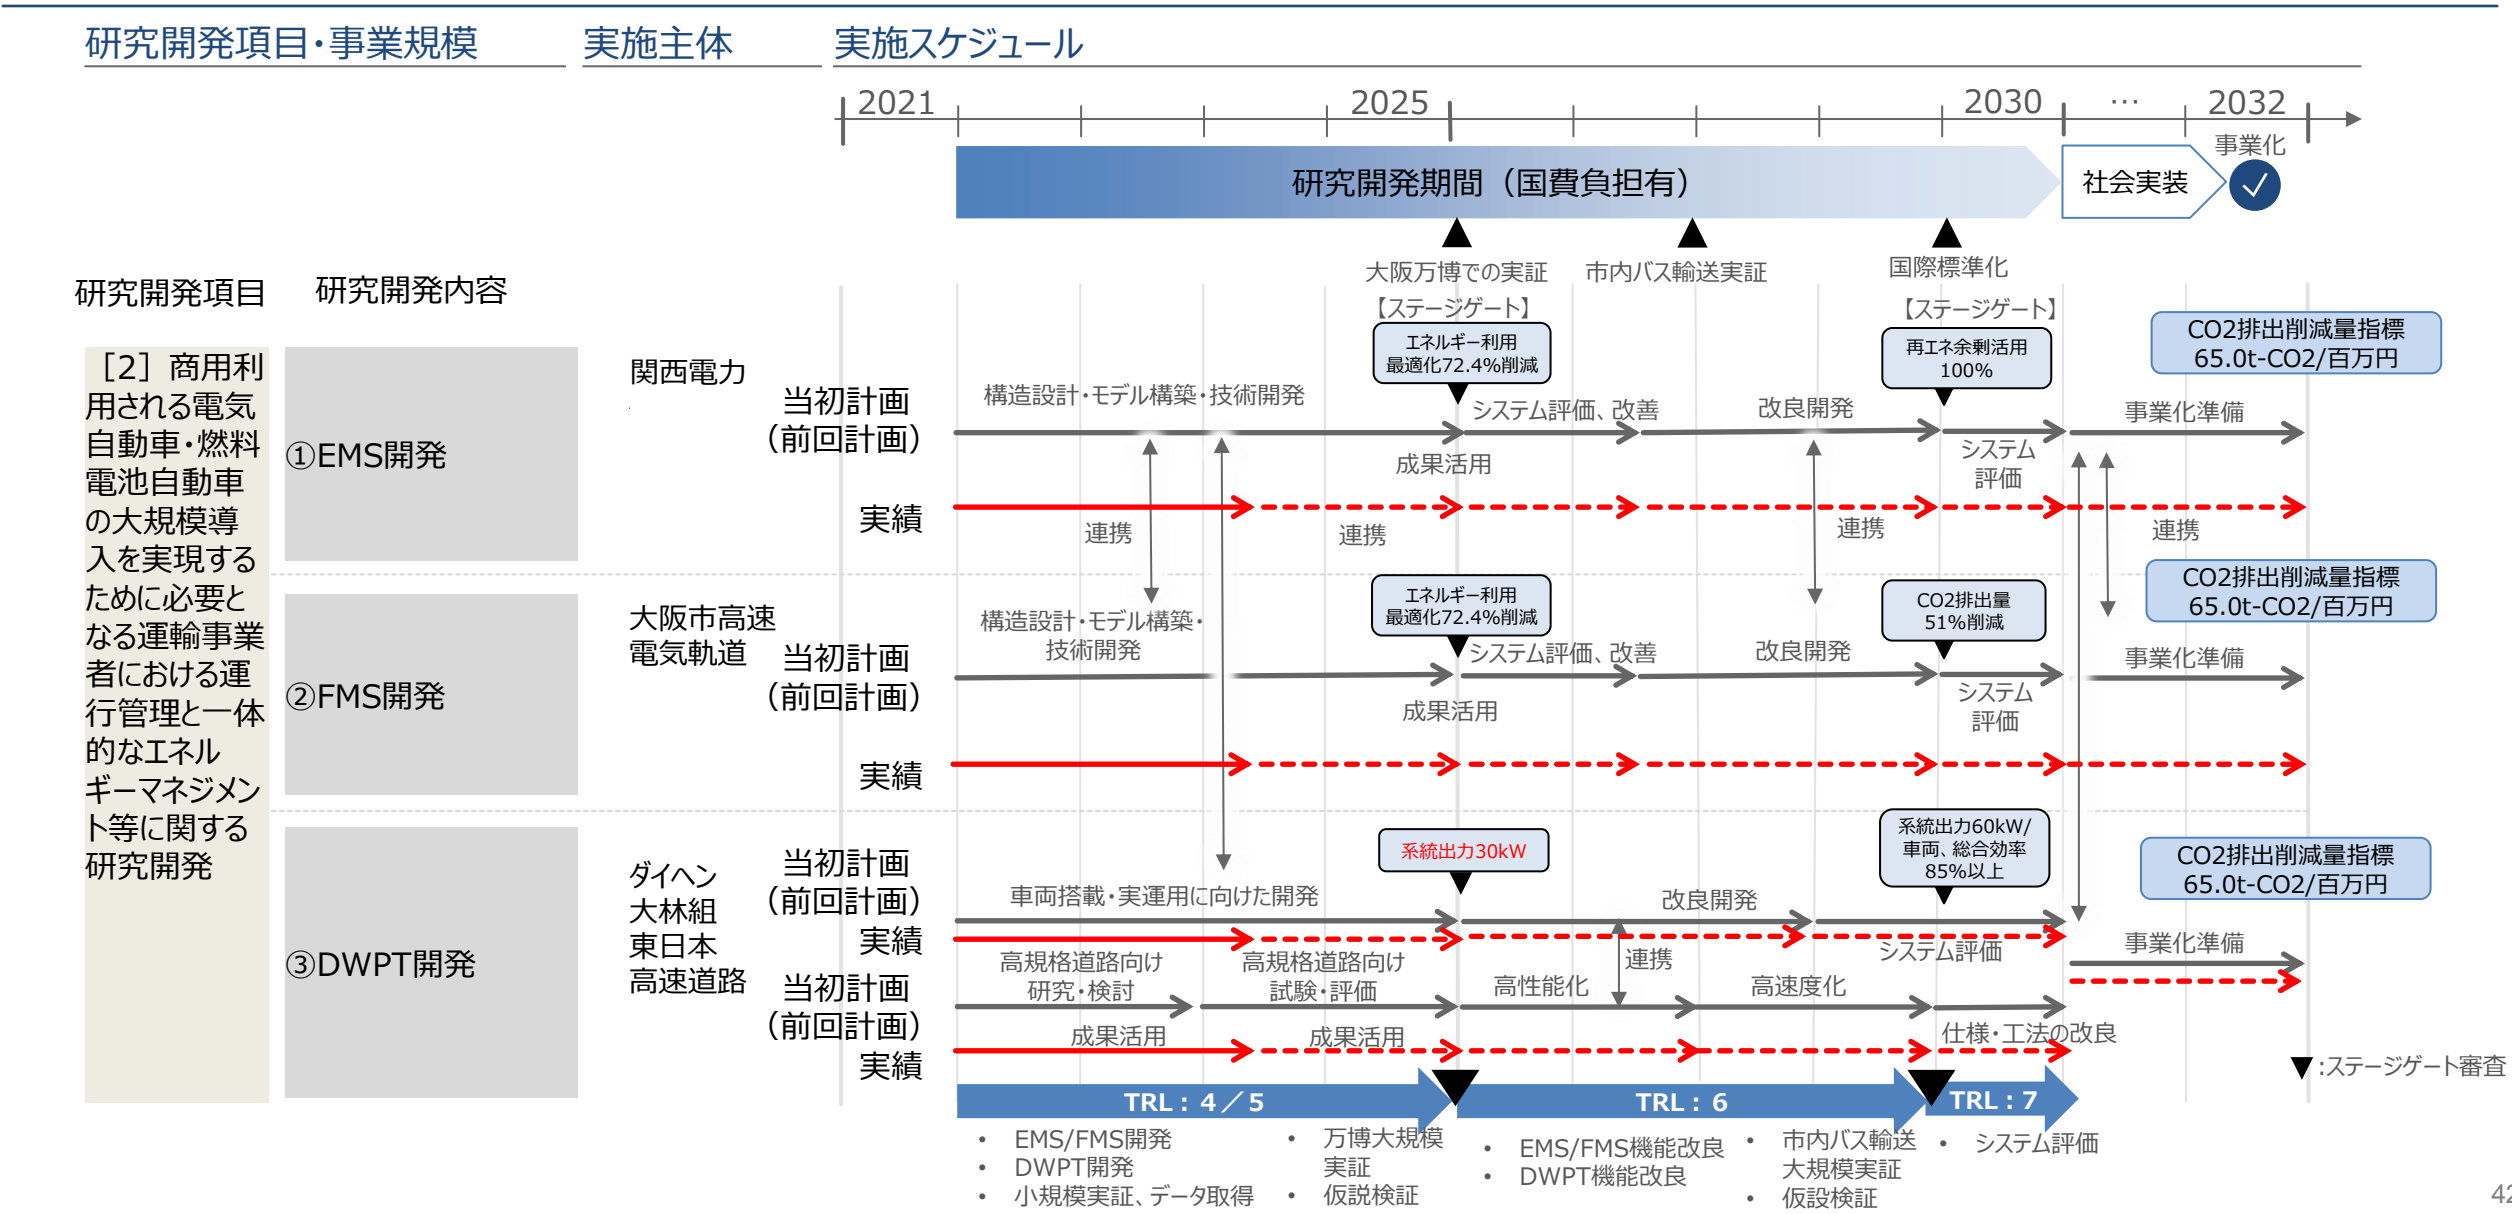 研究開発項目・事業規模
実施主体
実施スケジュール
2021
2025
2030
…
2032
事業化
研究開発期間（国費負担有）
社会実装
大阪万博での実証
市内バス輸送実証
国際標準化
研究開発項目
研究開発内容
【ステージゲート】
【ステージゲート】
［2］商用利
用される電気
自動車・燃料
電池自動車
の大規模導
入を実現する
ために必要と
なる運輸事業
者における運
行管理と一体
的なエネル
ギーマネジメン
ト等に関する
研究開発
①EMS開発
関西電力
当初計画
（前回計画）
実績
構造設計・モデル構築・技術開発
エネルギー利用
最適化72.4%削減
システム評価、改善
改良開発
再エネ余剰活用
100%
システム
評価
事業化準備
CO2排出削減量指標
65.0t-CO2/百万円
成果活用
連携
連携
連携
連携
②FMS開発
大阪市高速
電気軌道
当初計画
（前回計画）
実績
構造設計・モデル構築・
技術開発
エネルギー利用
最適化72.4%削減
システム評価、改善
改良開発
CO2排出量
51%削減
システム
評価
事業化準備
CO2排出削減量指標
65.0t-CO2/百万円
成果活用
③DWPT開発
ダイヘン
大林組
東日本
高速道路
当初計画
（前回計画）
実績
車両搭載・実運用に向けた開発
系統出力30kW
改良開発
系統出力60kW/
車両、総合効率
85%以上
システム評価
CO2排出削減量指標
65.0t-CO2/百万円
事業化準備
当初計画
（前回計画）
実績
高規格道路向け
研究・検討
高規格道路向け
試験・評価
高性能化
連携
高速度化
成果活用
成果活用
仕様・工法の改良
▼:ステージゲート審査
TRL：４／５
TRL：６
TRL：７
• EMS/FMS開発
• DWPT開発
• 小規模実証、データ取得
• 万博大規模
実証
• 仮説検証
• EMS/FMS機能改良
• DWPT機能改良
• 市内バス輸送
大規模実証
• 仮設検証
• システム評価
42